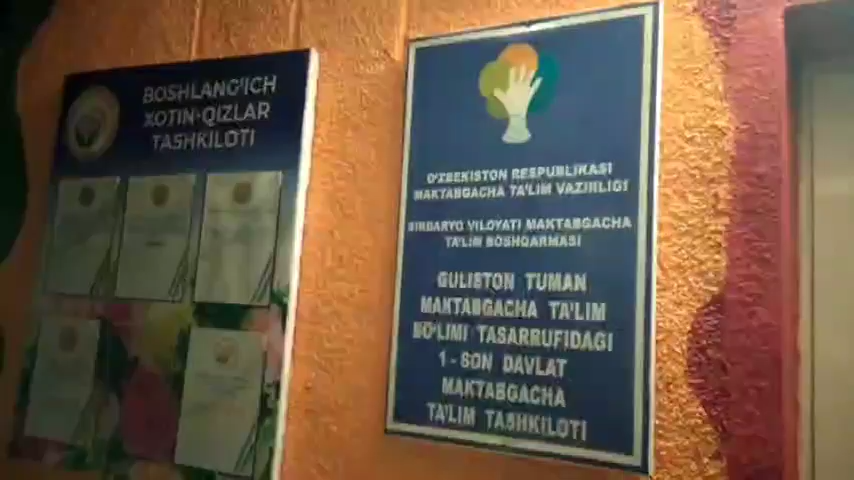 BOSHLANG'ICH
XOTIN-QIZLAR
TASHKILOTI
O'ZBEKISTON RESPUBLIKASI
MAKTABGACHA TA'LIM VAZIRLIGI
SIRDARYO VILOYATI MAKTABGACHA
TA'LIM BOSHQARMASI
GULISTON TUMAN
MAKTABGACHA TA'LIM
BO'LIMI TASARRUFIDAGI
1-SON DAVLAT
MAKTABGACHA
TA'LIM TASHKILOTI